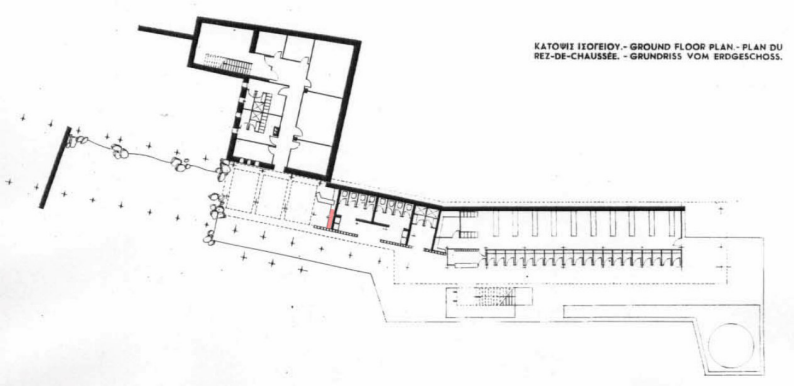 ΚΑΤΟΨΙΣ ΙΣΟΓΕΙΟΥ.- GROUND FLOOR PLAN.- PLAN DU
REZ-DE-CHAUSSÉE. - GRUNDRISS VOM ERDGESCHOSS.